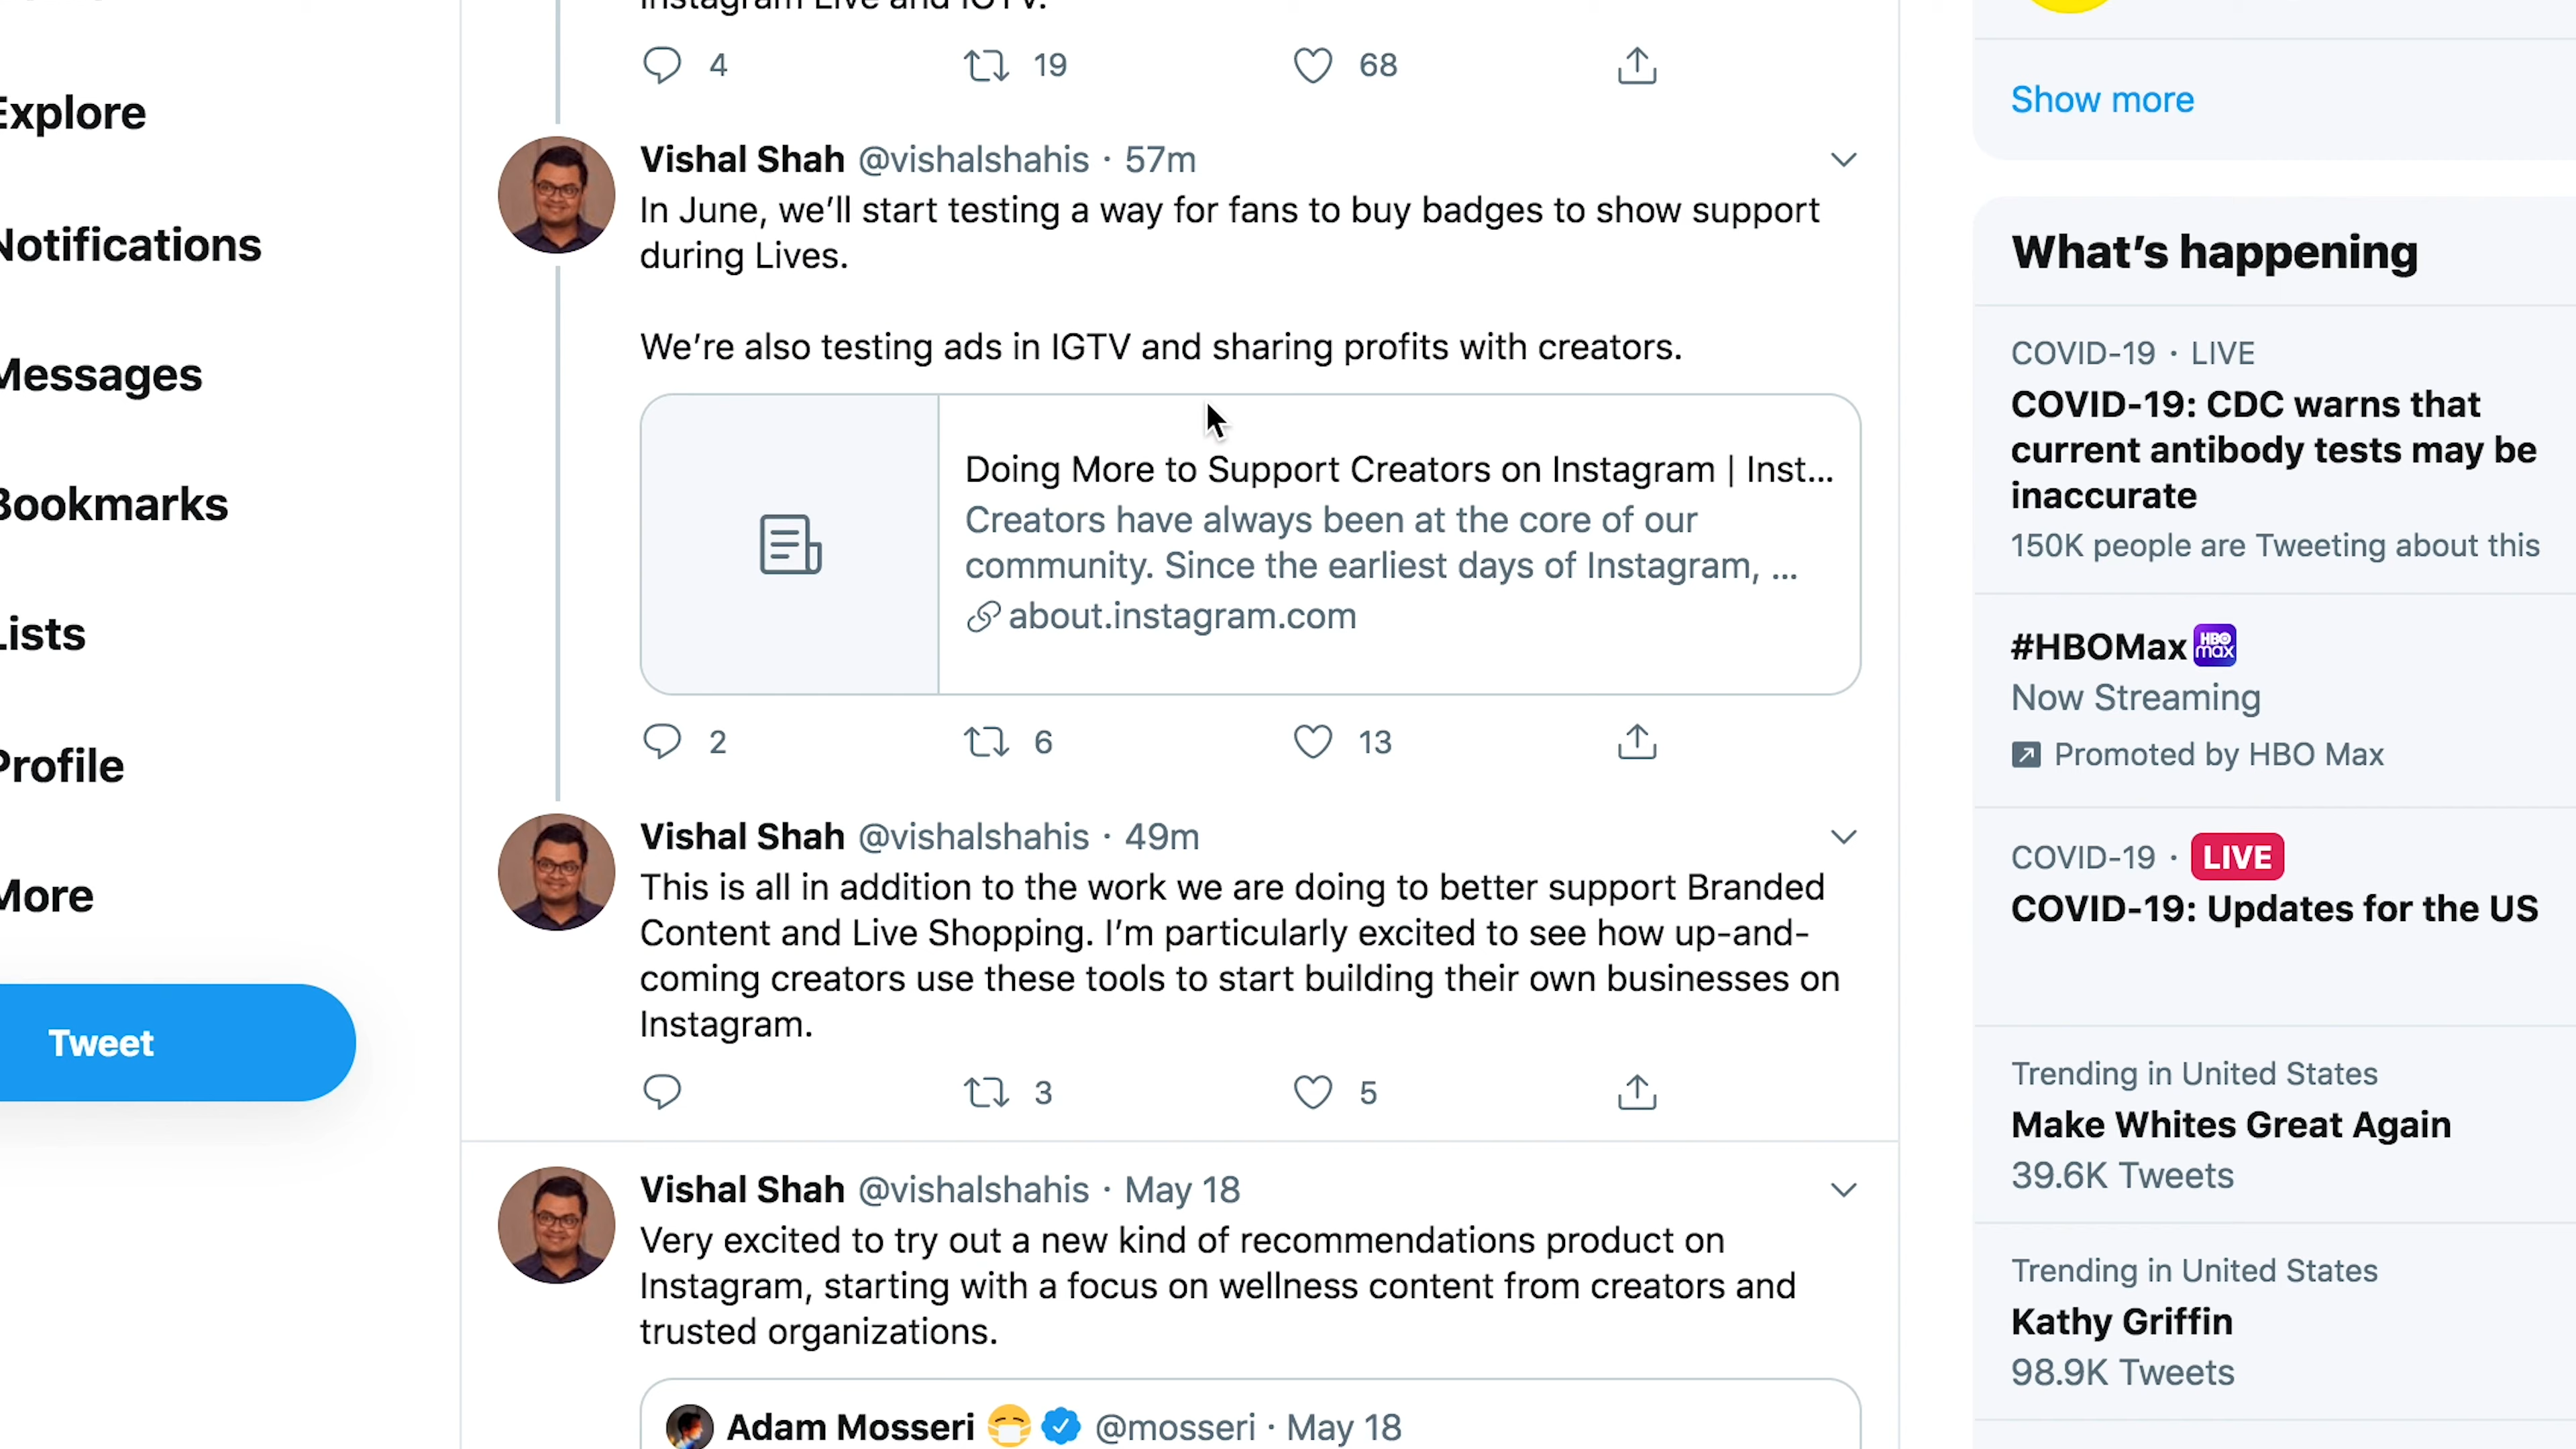 Instagram Live and IGTV.
4 19 68
Explore
Notifications
Messages
Bookmarks
Lists
Profile
More
Tweet
Vishal Shah @vishalshahis · 57m
In June, we'll start testing a way for fans to buy badges to show support
during Lives.
We're also testing ads in IGTV and sharing profits with creators.
Doing More to Support Creators on Instagram | Inst...
Creators have always been at the core of our
community. Since the earliest days of Instagram, ...
about.instagram.com
2 6 13
Vishal Shah @vishalshahis · 49m
This is all in addition to the work we are doing to better support Branded
Content and Live Shopping. I'm particularly excited to see how up-and-
coming creators use these tools to start building their own businesses on
Instagram.
3 5
Vishal Shah @vishalshahis · May 18
Very excited to try out a new kind of recommendations product on
Instagram, starting with a focus on wellness content from creators and
trusted organizations.
Adam Mosseri @mosseri · May 18
Show more
What's happening
COVID-19 · LIVE
COVID-19: CDC warns that
current antibody tests may be
inaccurate
150K people are Tweeting about this
#HBOMax HBO max
Now Streaming
Promoted by HBO Max
COVID-19 · LIVE
COVID-19: Updates for the US
Trending in United States
Make Whites Great Again
39.6K Tweets
Trending in United States
Kathy Griffin
98.9K Tweets